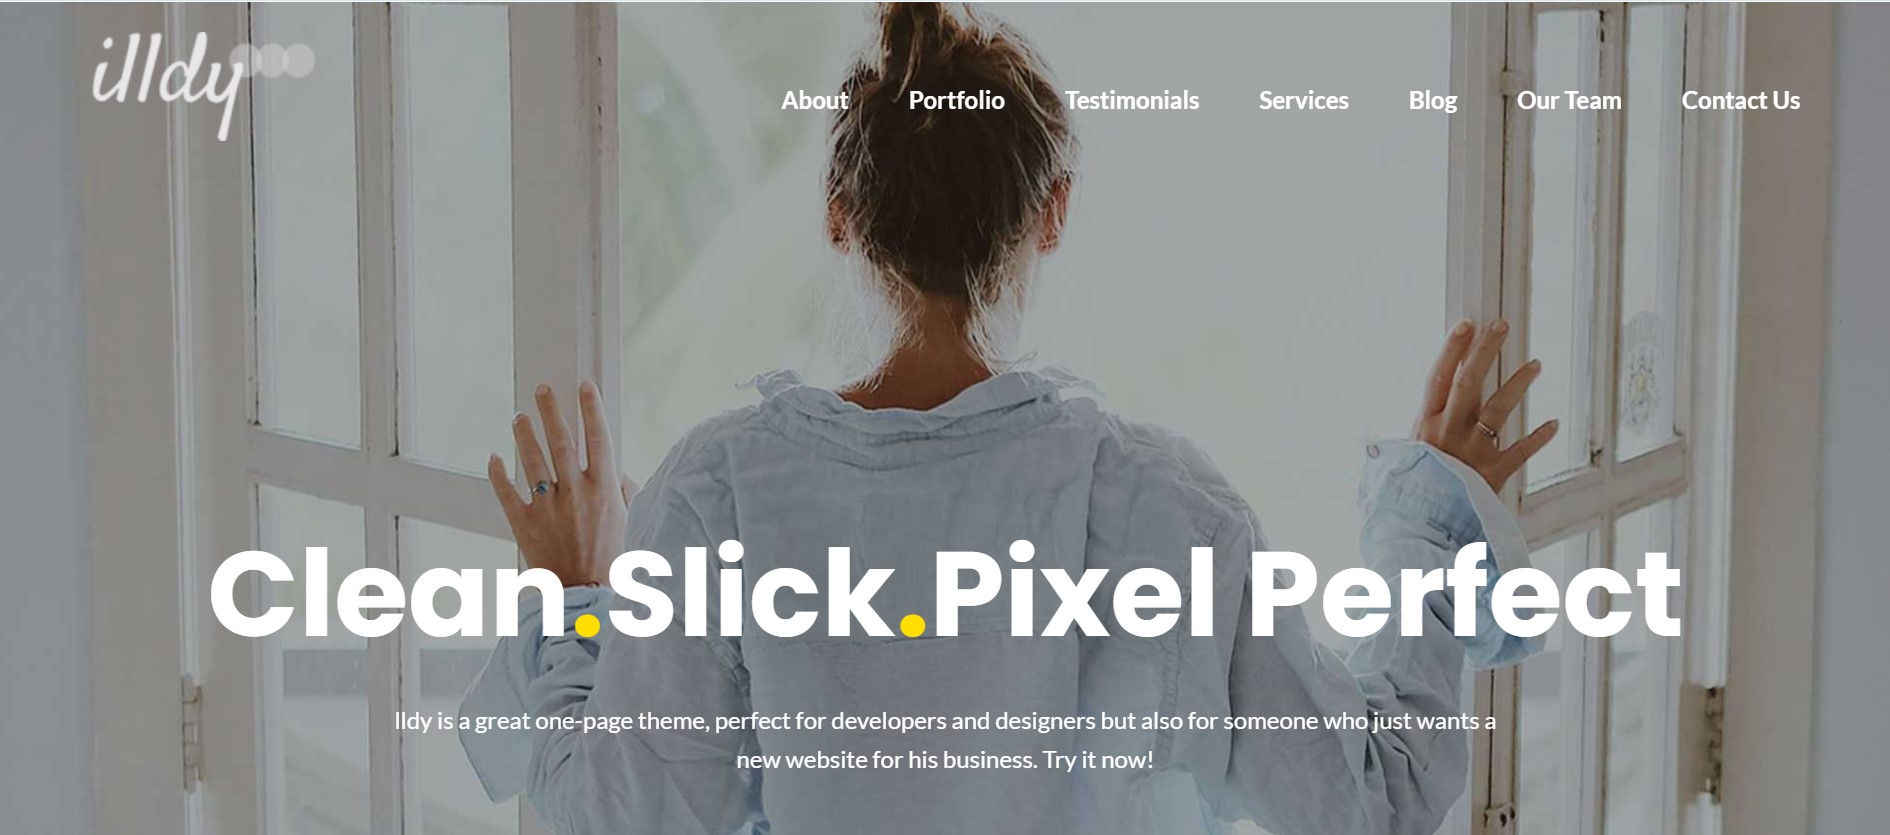 illdy
About Portfolio Testimonials Services Blog Our Team Contact Us
Clean.Slick.Pixel Perfect
lldy is a great one-page theme, perfect for developers and designers but also for someone who just wants a
new website for his business. Try it now!